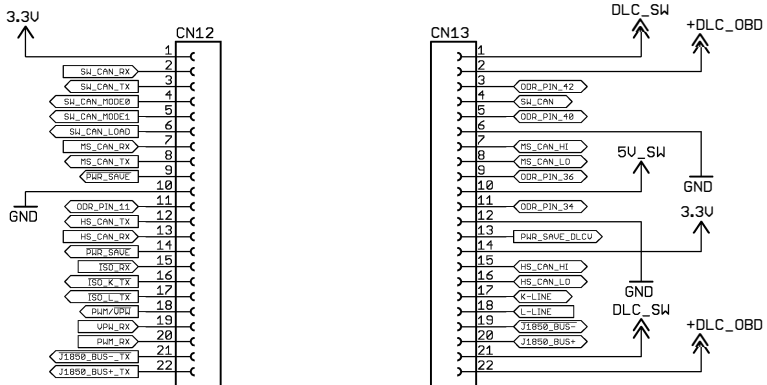 3.3V
CN12
1
2
SW_CAN_RX
3
SW_CAN_TX
4
SW_CAN_MODE0
5
SW_CAN_MODE1
6
SW_CAN_LOAD
7
MS_CAN_RX
8
MS_CAN_TX
9
PWR_SAVE
10
GND
11
ODR_PIN_11
12
HS_CAN_TX
13
HS_CAN_RX
14
PWR_SAVE
15
ISO_RX
16
ISO_K_TX
17
ISO_L_TX
18
PWM/VPW
19
VPW_RX
20
PWM_RX
21
J1850_BUS-_TX
22
J1850_BUS+_TX
CN13
DLC_SW
+DLC_OBD
1
2
3
ODR_PIN_42
4
SW_CAN
5
ODR_PIN_40
6
GND
7
MS_CAN_HI
8
MS_CAN_LO
9
ODR_PIN_36
5V_SW
10
11
ODR_PIN_34
12
GND
13
PWR_SAVE_DLCV
3.3V
14
15
HS_CAN_HI
16
HS_CAN_LO
17
K-LINE
18
L-LINE
19
J1850_BUS-
20
J1850_BUS+
DLC_SW
+DLC_OBD
21
22